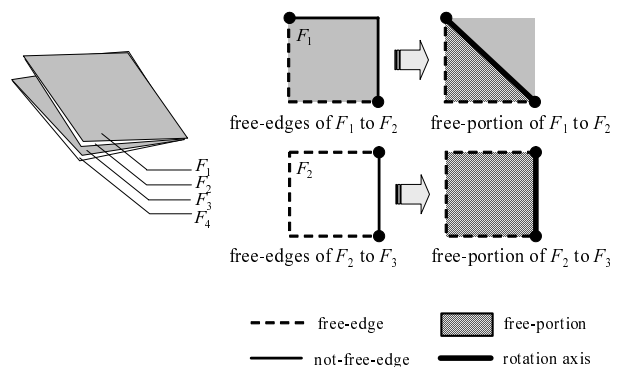 F1
F2
F3
F4
F1
free-edges of F1 to F2
free-portion of F1 to F2
F2
free-edges of F2 to F3
free-portion of F2 to F3
free-edge
free-portion
not-free-edge
rotation axis